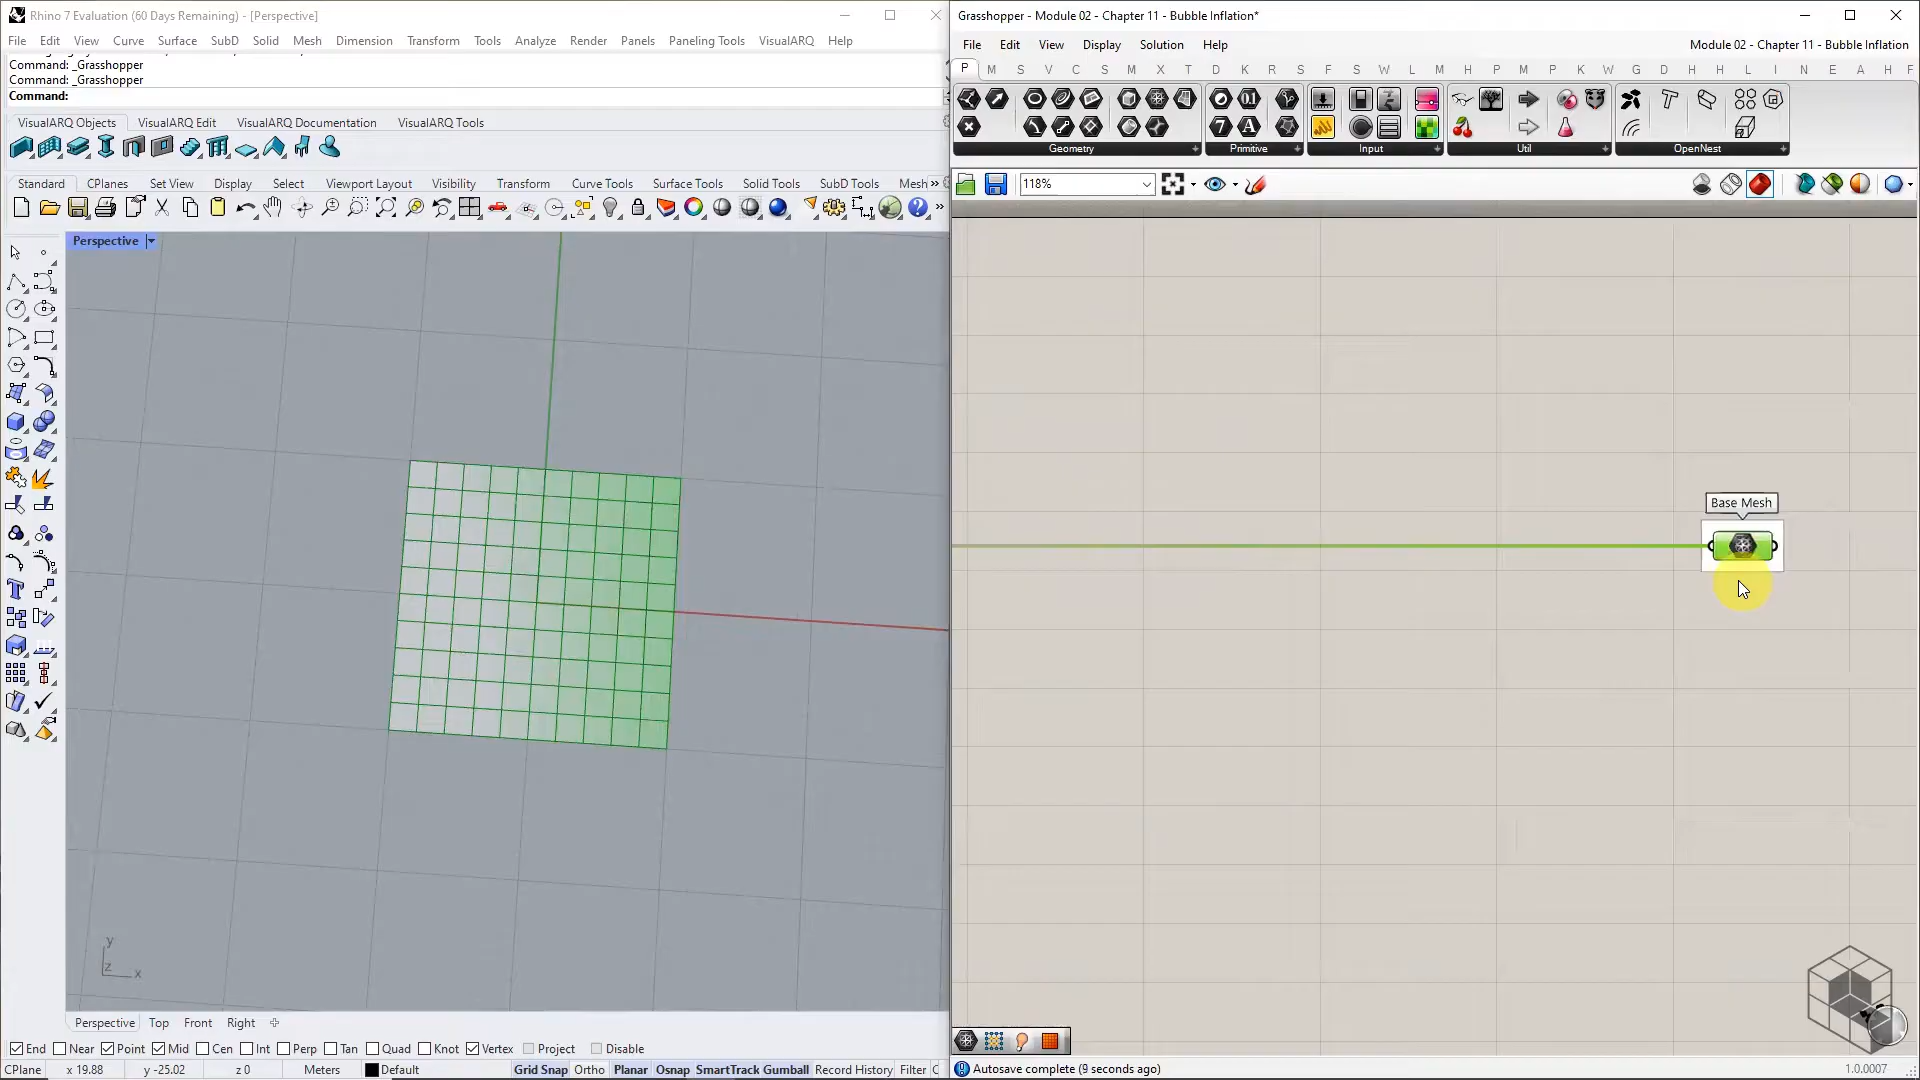 Rhino 7 Evaluation (60 Days Remaining) - [Perspective]
File Edit View Curve Surface SubD Solid Mesh Dimension Transform Tools Analyze Render Panels Paneling Tools VisualARQ Help
Command: _Grasshopper
Command: _Grasshopper
Command:
VisualARQ Objects VisualARQ Edit VisualARQ Documentation VisualARQ Tools
Standard CPlanes Set View Display Select Viewport Layout Visibility Transform Curve Tools Surface Tools Solid Tools SubD Tools Mesh
Perspective
y
z x
Perspective Top Front Right
End Near Point Mid Cen Int Perp Tan Quad Knot Vertex Project Disable
CPlane x 19.88 y -25.02 z 0 Meters Default Grid Snap Ortho Planar Osnap SmartTrack Gumball Record History Filter C
Grasshopper - Module 02 - Chapter 11 - Bubble Inflation*
File Edit View Display Solution Help
Module 02 - Chapter 11 - Bubble Inflation
P M S V C S M X T D K R S F S W L M H P M P K W G D H H L I N E A H F
Geometry Primitive Input Util OpenNest
118%
Base Mesh
Autosave complete (9 seconds ago)
1.0.0007